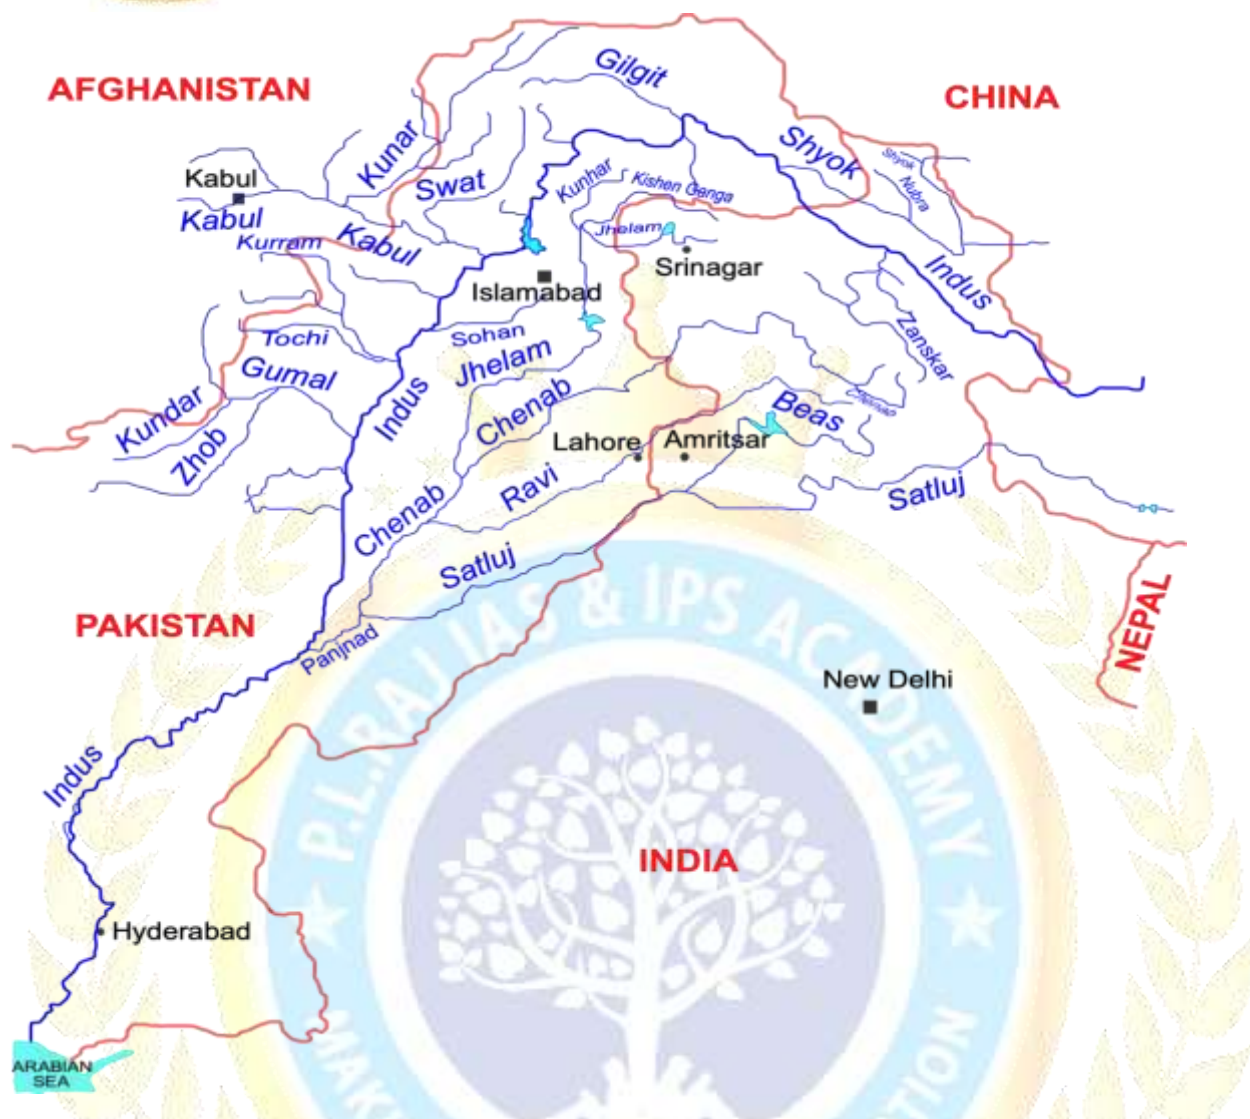 AFGHANISTAN
Gilgit
CHINA
Kunar
Shyok
Shyok
Nubra
Kabul
Swat
Kunhar
Kishen Ganga
Kabul
Kurram
Kabul
Jhelam
Srinagar
Indus
Islamabad
Sohan
Zanskar
Tochi
Jhelam
Gumal
Indus
Chenab
Chenab
Kundar
Zhob
Beas
Lahore
Amritsar
Ravi
Satluj
Chenab
Satluj
PAKISTAN
Panjnad
NEPAL
New Delhi
Indus
INDIA
Hyderabad
ARABIAN
SEA
P.L.RAJ IAS & IPS ACADEMY